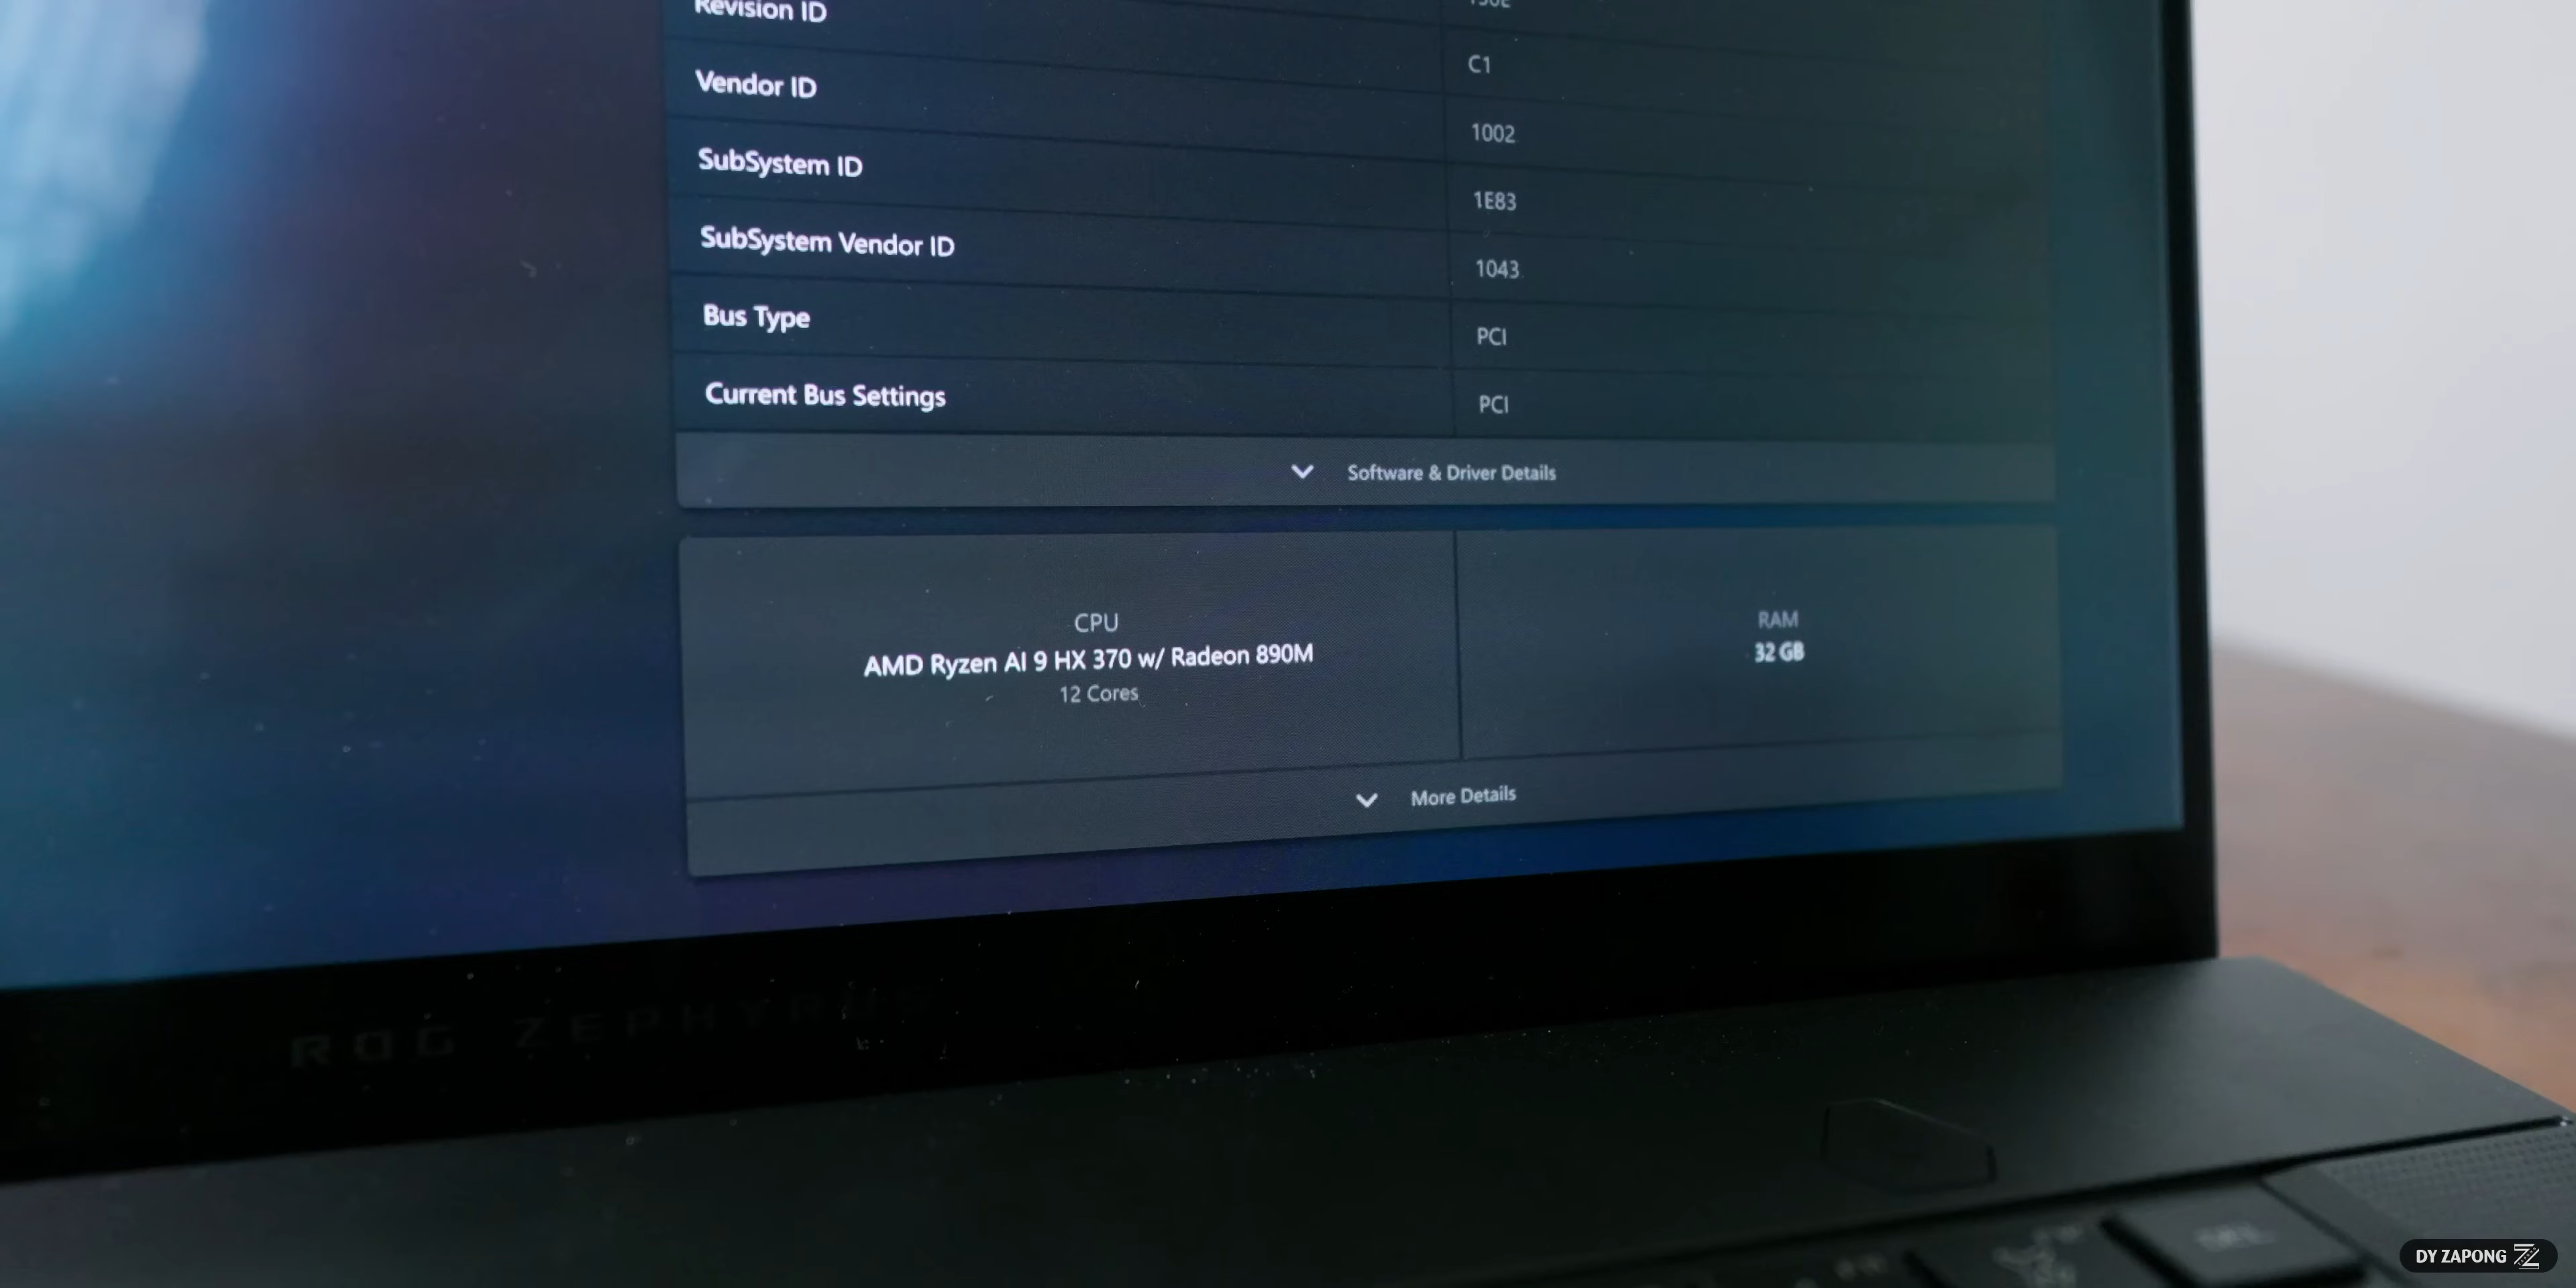 Revision ID
C1
Vendor ID
1002
SubSystem ID
1E83
SubSystem Vendor ID
1043
Bus Type
PCI
Current Bus Settings
PCI
Software & Driver Details
CPU
AMD Ryzen AI 9 HX 370 w/ Radeon 890M
12 Cores
RAM
32 GB
More Details
ROG ZEPHYRUS
DY ZAPONG